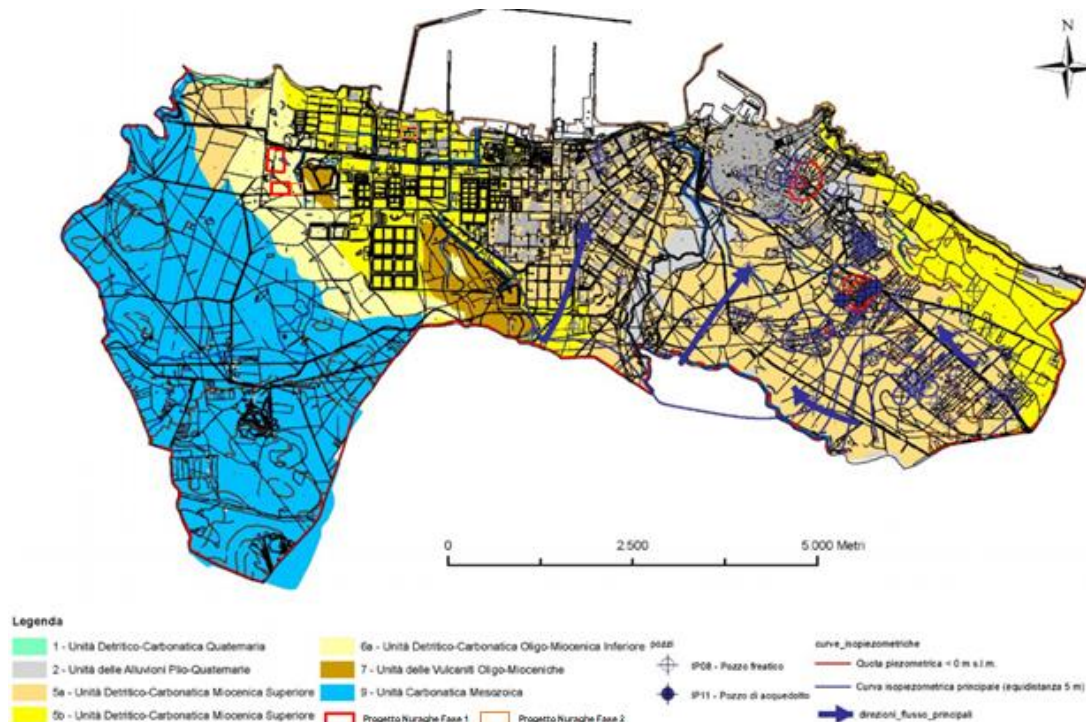 N
0 2.500 5.000 Metri
Legenda
1 - Unità Detritico-Carbonatica Quaternaria
2 - Unità delle Alluvioni Plio-Quaternarie
5a - Unità Detritico-Carbonatica Miocenica Superiore
5b - Unità Detritico-Carbonatica Miocenica Superiore
6a - Unità Detritico-Carbonatica Oligo-Miocenica Inferiore
7 - Unità delle Vulcaniti Oligo-Mioceniche
9 - Unità Carbonatica Mesozoica
Progetto Nuraghe Fase 1
Progetto Nuraghe Fase 2
pozzi
IP08 - Pozzo freatico
IP11 - Pozzo di acquedotto
curve_isopiezometriche
Quota piezometrica < 0 m s.l.m.
Curva isopiezometrica principale (equidistanza 5 m)
direzioni_flusso_principali